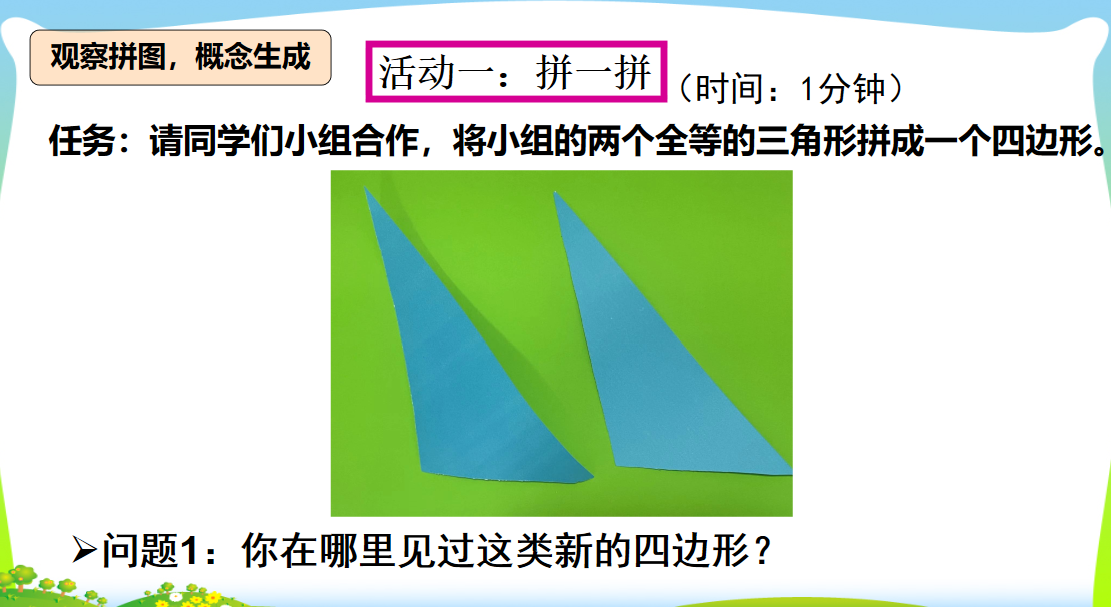 观察拼图，概念生成
活动一：拼一拼
（时间：1分钟）
任务：请同学们小组合作，将小组的两个全等的三角形拼成一个四边形。
➢问题1：你在哪里见过这类新的四边形？